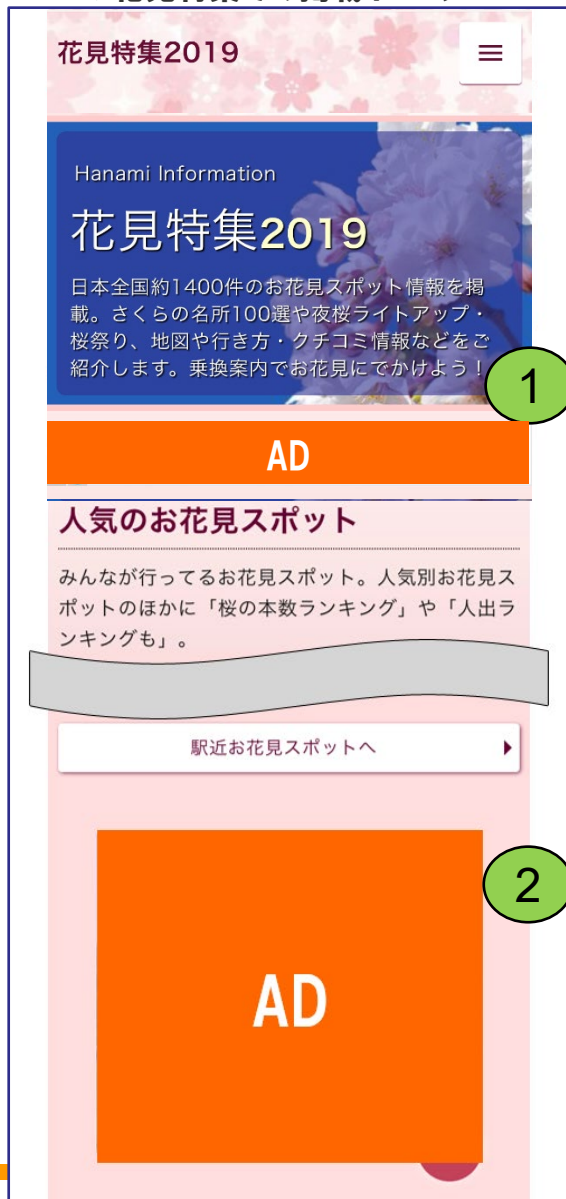 花見特集2019
Hanami Information
花見特集2019
日本全国約1400件のお花見スポット情報を掲
載。さくらの名所100選や夜桜ライトアップ・
桜祭り、地図や行き方・クチコミ情報などをご
紹介します。乗換案内でお花見にでかけよう！
1
AD
人気のお花見スポット
みんなが行ってるお花見スポット。人気別お花見ス
ポットのほかに「桜の本数ランキング」や「人出ラ
ンキングも」。
駅近お花見スポットへ
2
AD